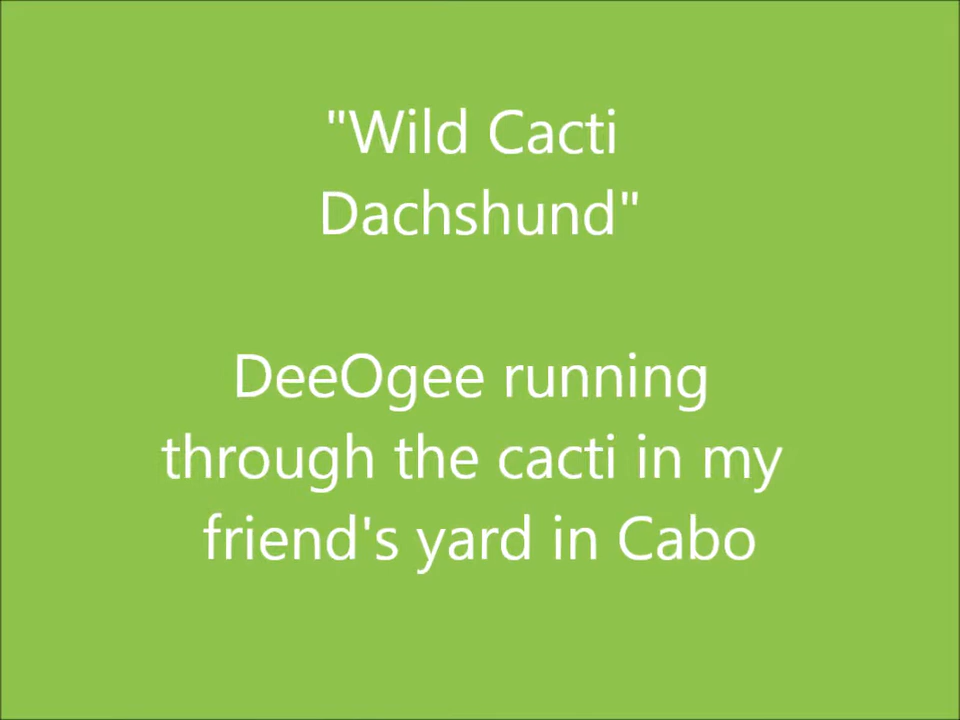 "Wild Cacti
Dachshund"
DeeOgee running
through the cacti in my
friend's yard in Cabo